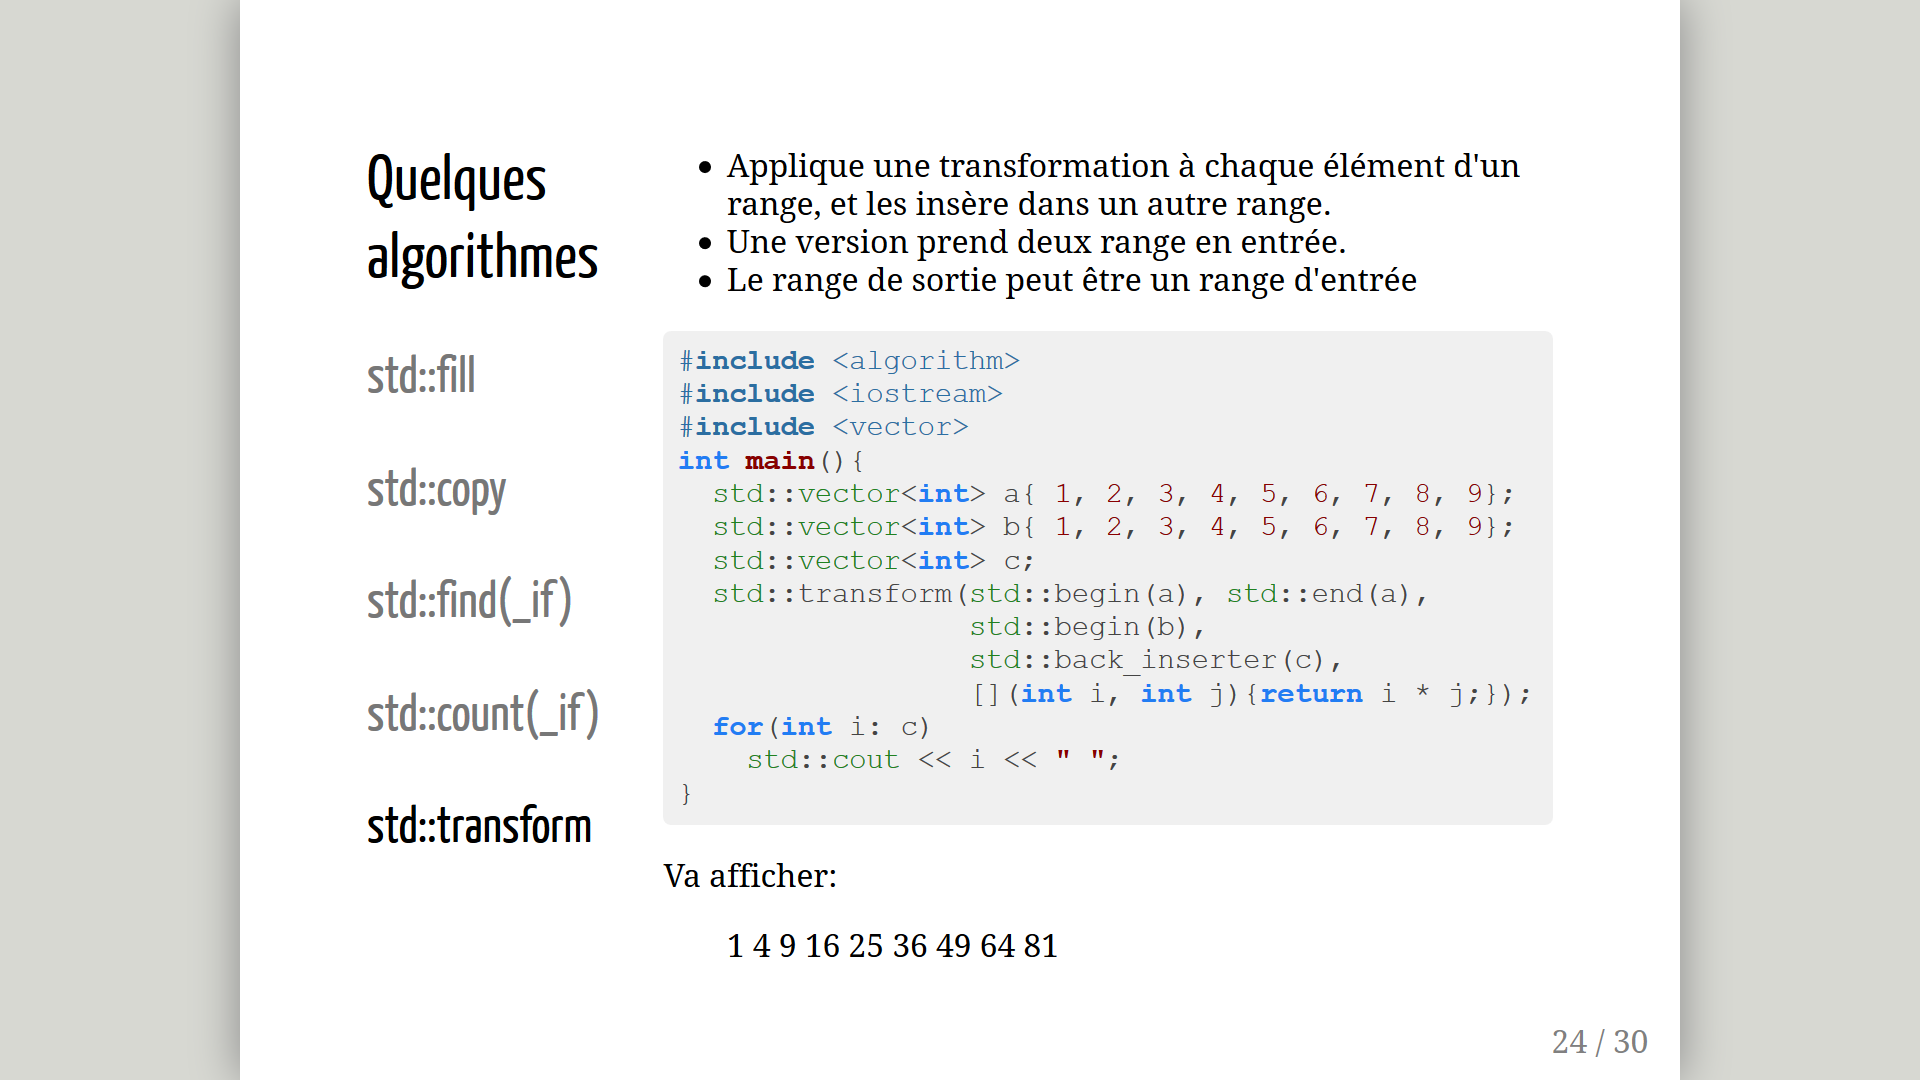 Quelques
algorithmes
std::fill
std::copy
std::find(_if)
std::count(_if)
std::transform
• Applique une transformation à chaque élément d'un
range, et les insère dans un autre range.
• Une version prend deux range en entrée.
• Le range de sortie peut être un range d'entrée
#include <algorithm>
#include <iostream>
#include <vector>
int main(){
  std::vector<int> a{ 1, 2, 3, 4, 5, 6, 7, 8, 9};
  std::vector<int> b{ 1, 2, 3, 4, 5, 6, 7, 8, 9};
  std::vector<int> c;
  std::transform(std::begin(a), std::end(a),
                 std::begin(b),
                 std::back_inserter(c),
                 [](int i, int j){return i * j;});
  for(int i: c)
    std::cout << i << " ";
}
Va afficher:
1 4 9 16 25 36 49 64 81
24 / 30